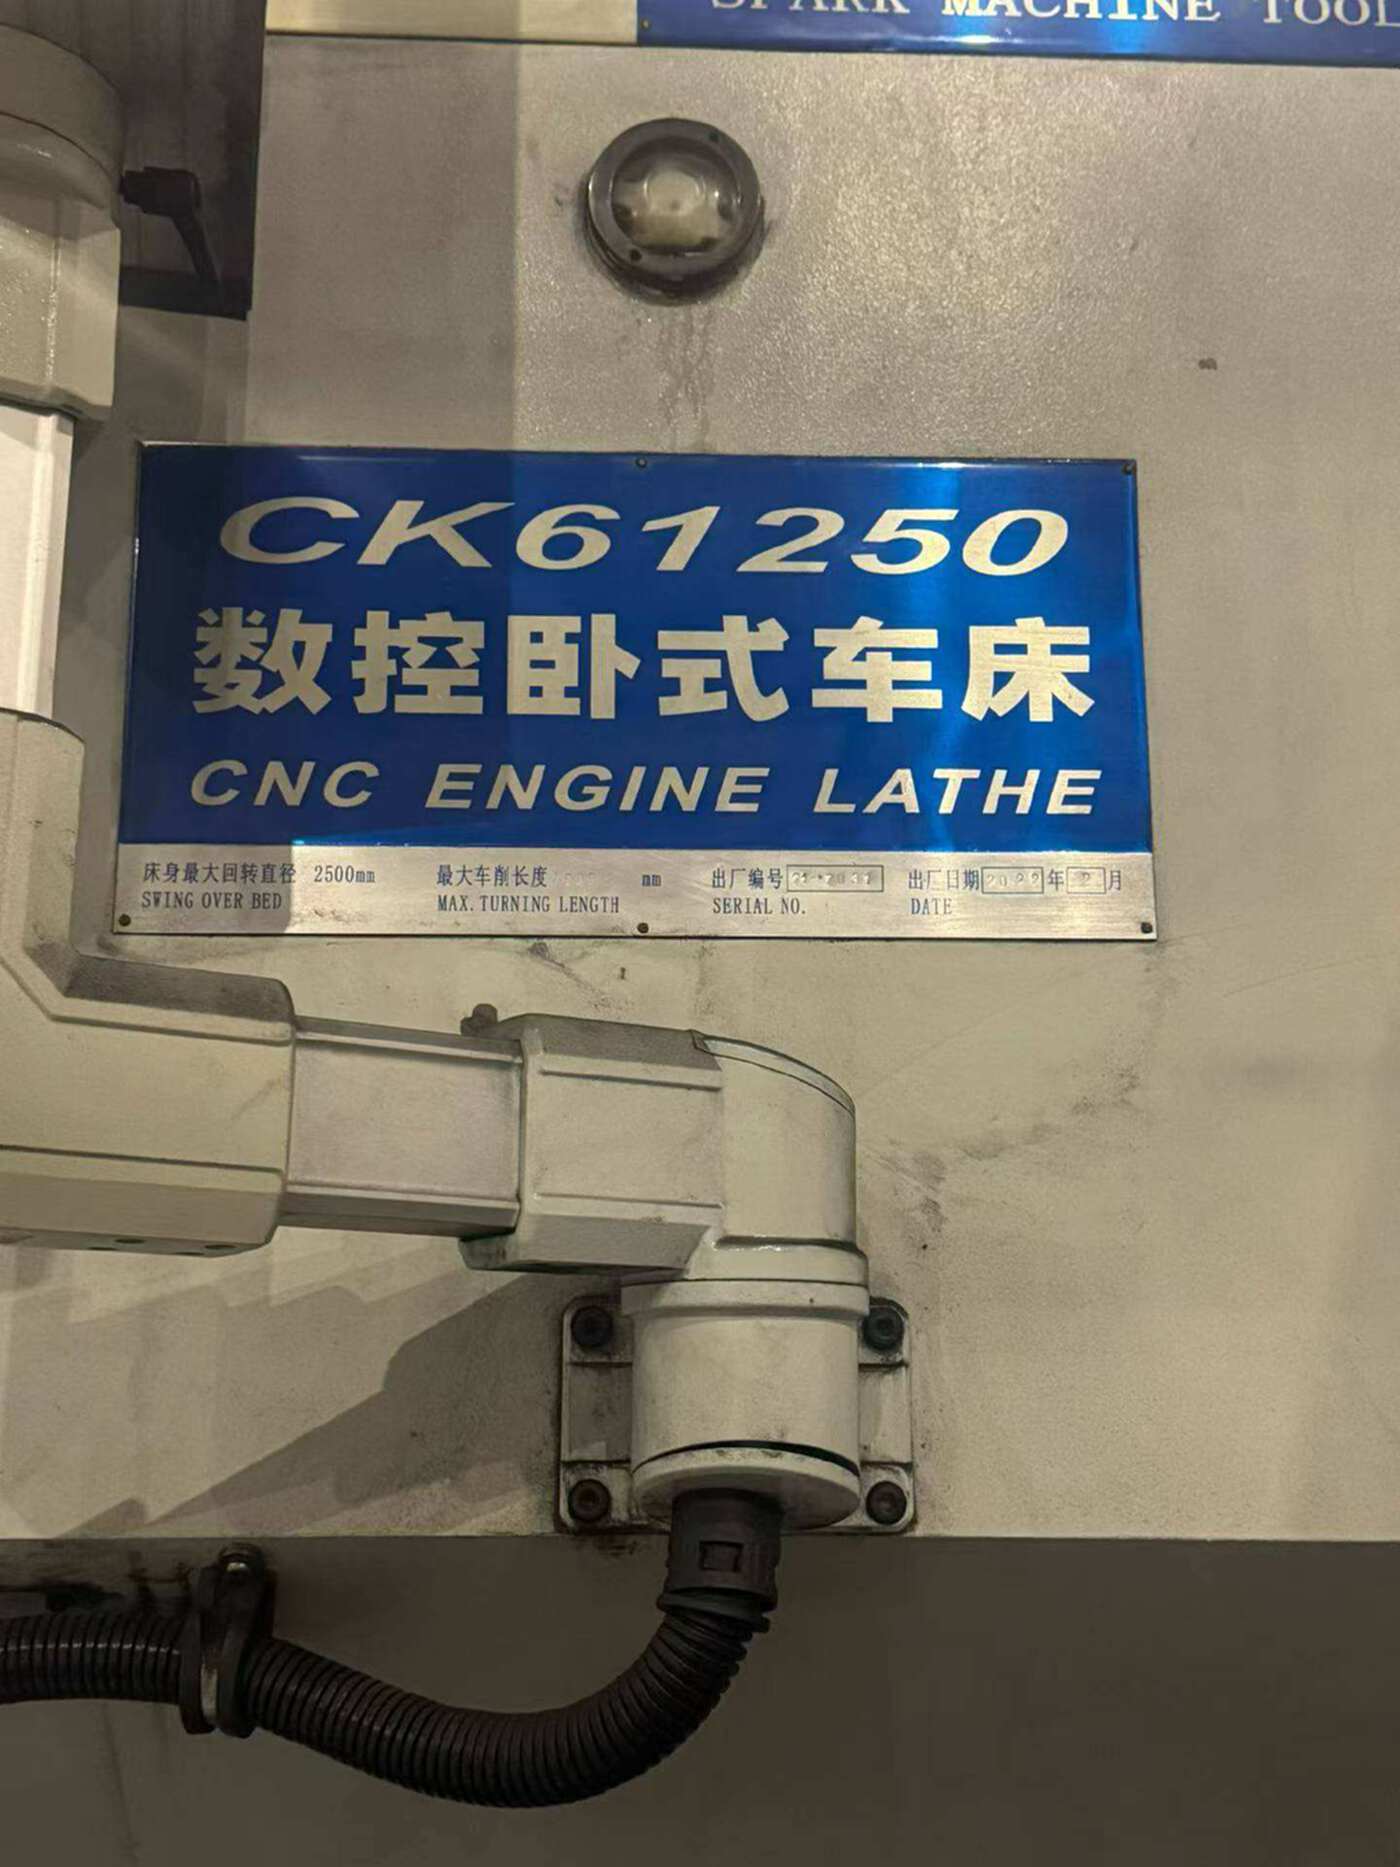 SPARK MACHINE TOOL
CK61250
数控卧式车床
CNC ENGINE LATHE
床身最大回转直径 2500mm 最大车削长度 mm 出厂编号 出厂日期 2022 年 2 月
SWING OVER BED MAX. TURNING LENGTH SERIAL NO. DATE